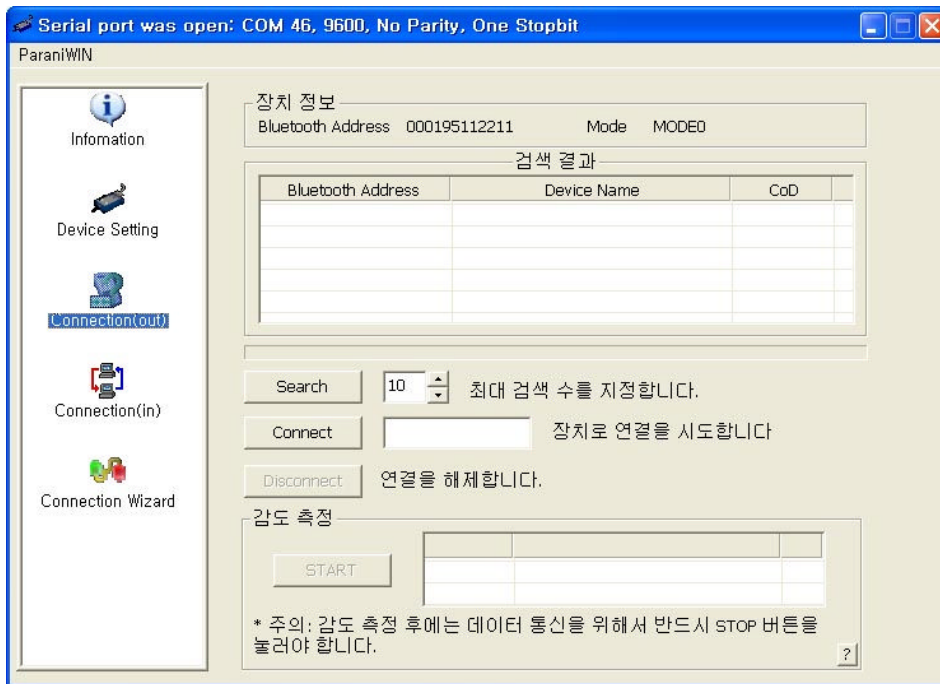 Serial port was open: COM 46, 9600, No Parity, One Stopbit
ParaniWIN
Infomation
Device Setting
Connection(out)
Connection(in)
Connection Wizard
장치 정보
Bluetooth Address 000195112211 Mode MODE0
검색 결과
Bluetooth Address Device Name CoD
Search 10 최대 검색 수를 지정합니다.
Connect 장치로 연결을 시도합니다
Disconnect 연결을 해제합니다.
감도 측정
START
* 주의: 감도 측정 후에는 데이터 통신을 위해서 반드시 STOP 버튼을
눌러야 합니다.
?